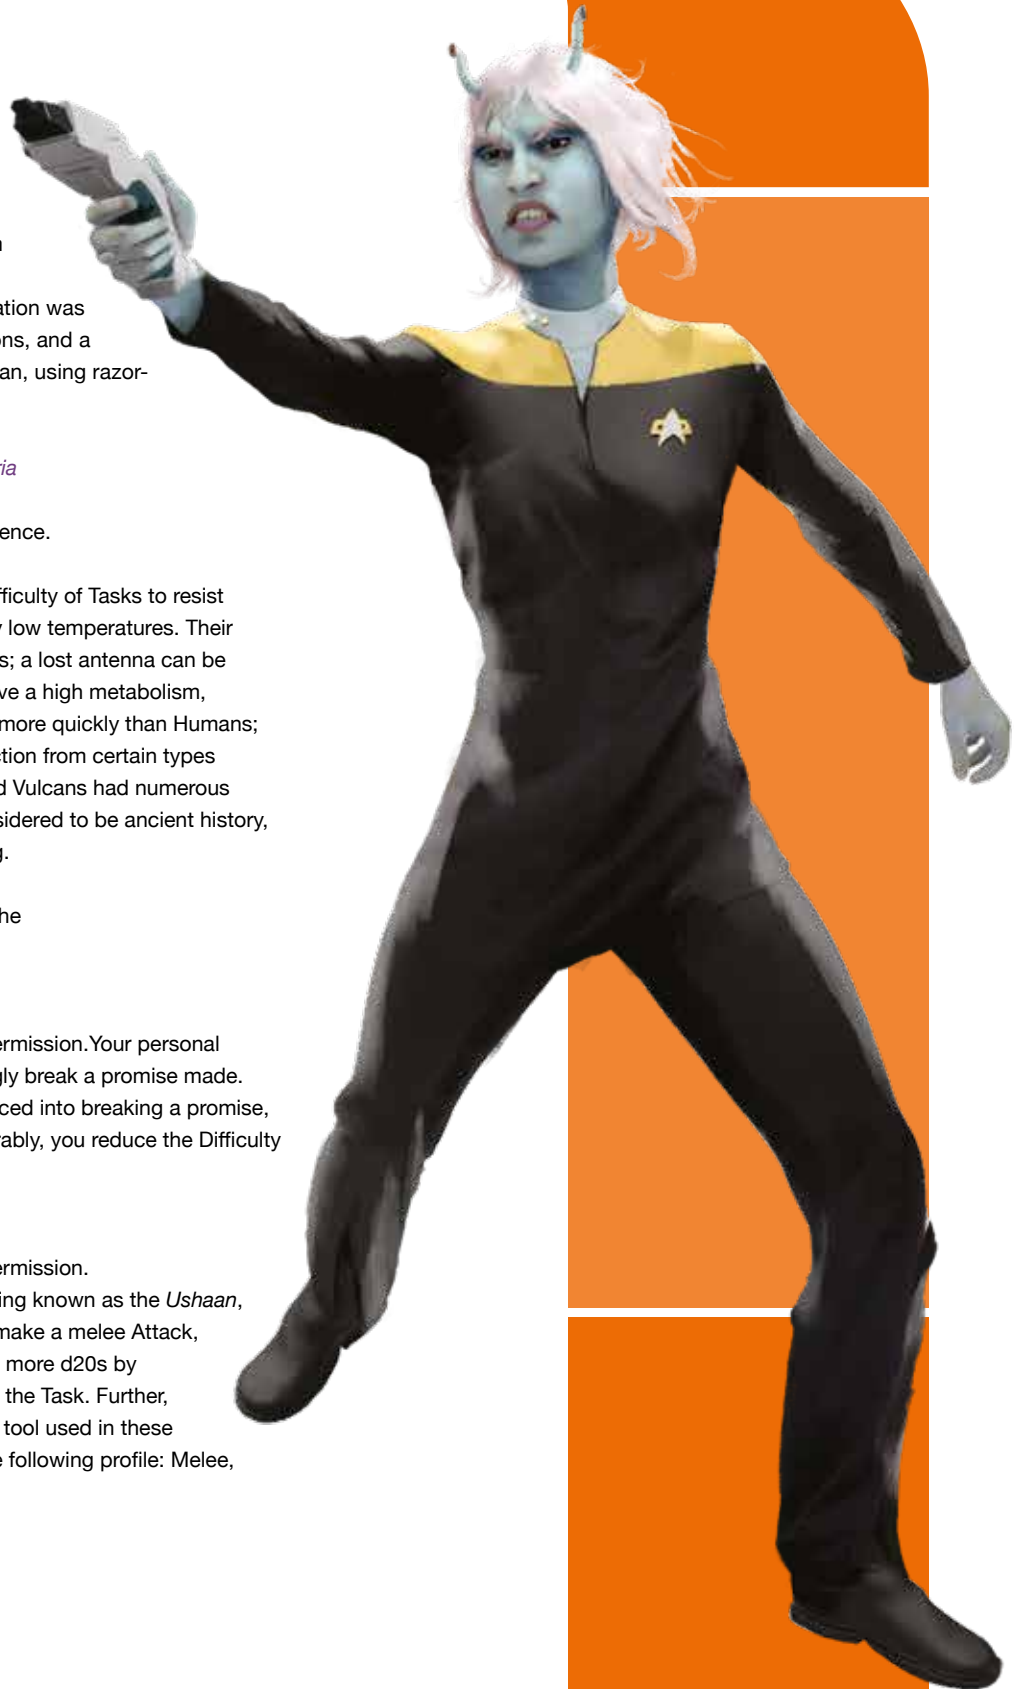 n
ation was
ons, and a
an, using razor-
ria
ence.
fficulty of Tasks to resist
low temperatures. Their
s; a lost antenna can be
ve a high metabolism,
more quickly than Humans;
ction from certain types
d Vulcans had numerous
sidered to be ancient history,
g.
he
ermission.Your personal
gly break a promise made.
ced into breaking a promise,
rably, you reduce the Difficulty
ermission.
ing known as the Ushaan,
make a melee Attack,
more d20s by
the Task. Further,
tool used in these
e following profile: Melee,